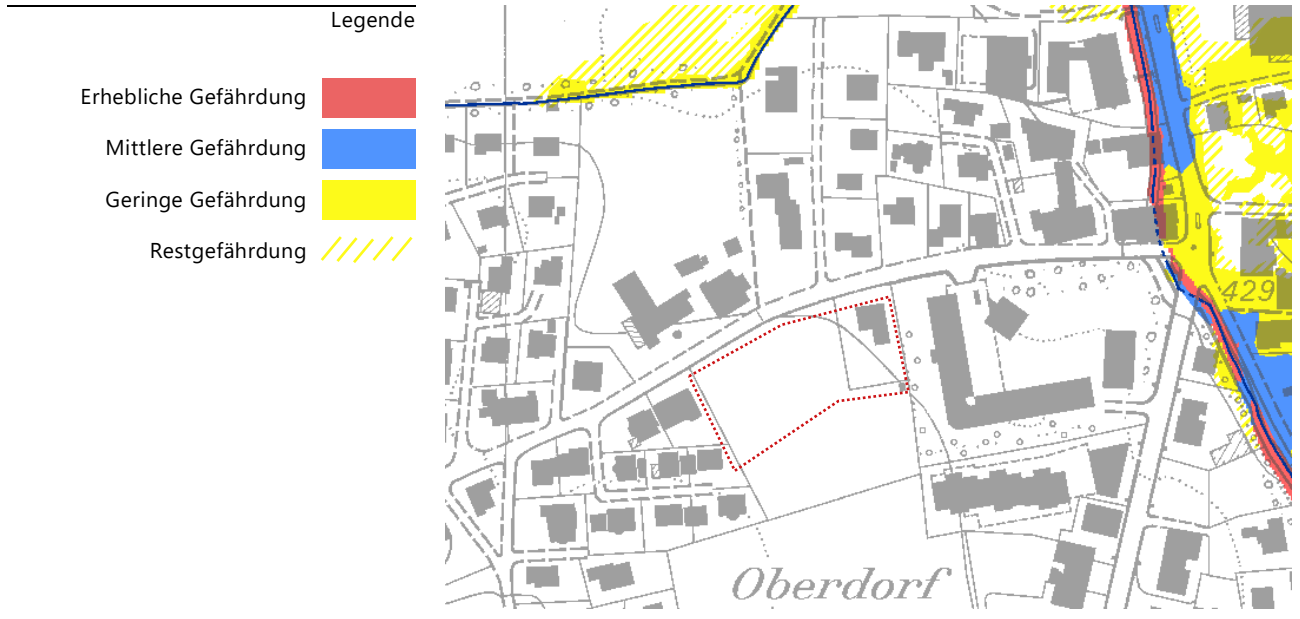 Legende
Erhebliche Gefährdung
Mittlere Gefährdung
Geringe Gefährdung
Restgefährdung
429
Oberdorf